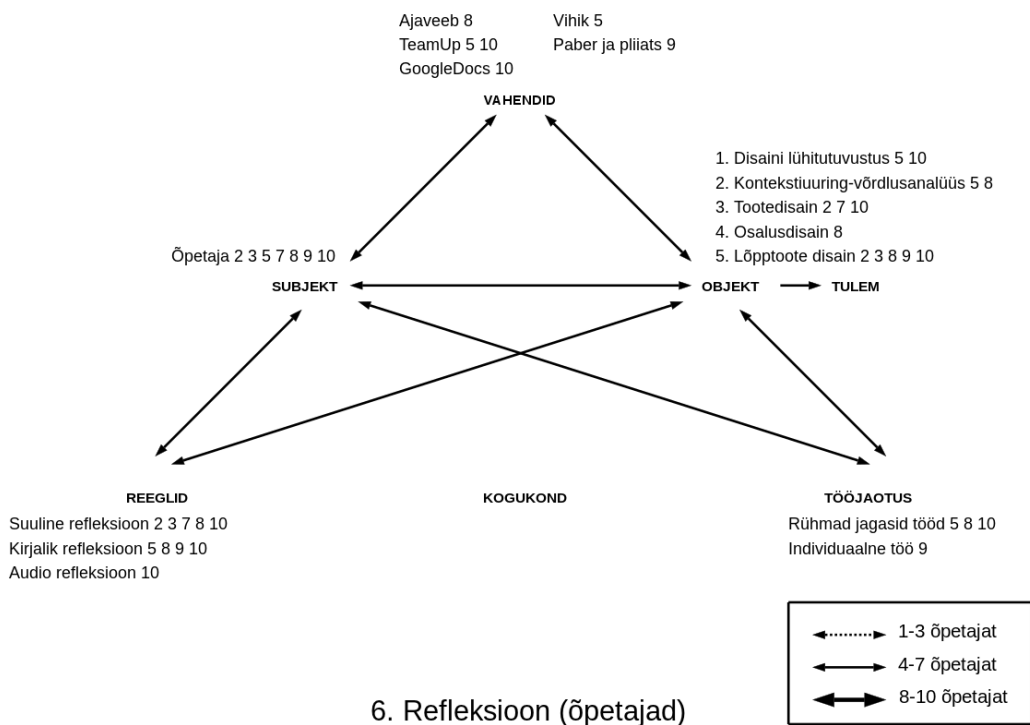 Ajaveeb 8
TeamUp 5 10
GoogleDocs 10
Vihik 5
Paber ja pliiats 9
VAHENDID
1. Disaini lühitutvustus 5 10
2. Kontekstiuuring-võrdlusanalüüs 5 8
3. Tootedisain 2 7 10
4. Osalusdisain 8
5. Lõpptoote disain 2 3 8 9 10
Õpetaja 2 3 5 7 8 9 10
SUBJEKT
OBJEKT
TULEM
REEGLID
Suuline refleksioon 2 3 7 8 10
Kirjalik refleksioon 5 8 9 10
Audio refleksioon 10
KOGUKOND
TÖÖJAOTUS
Rühmad jagasid tööd 5 8 10
Individuaalne töö 9
1-3 õpetajat
4-7 õpetajat
8-10 õpetajat
6. Refleksioon (õpetajad)